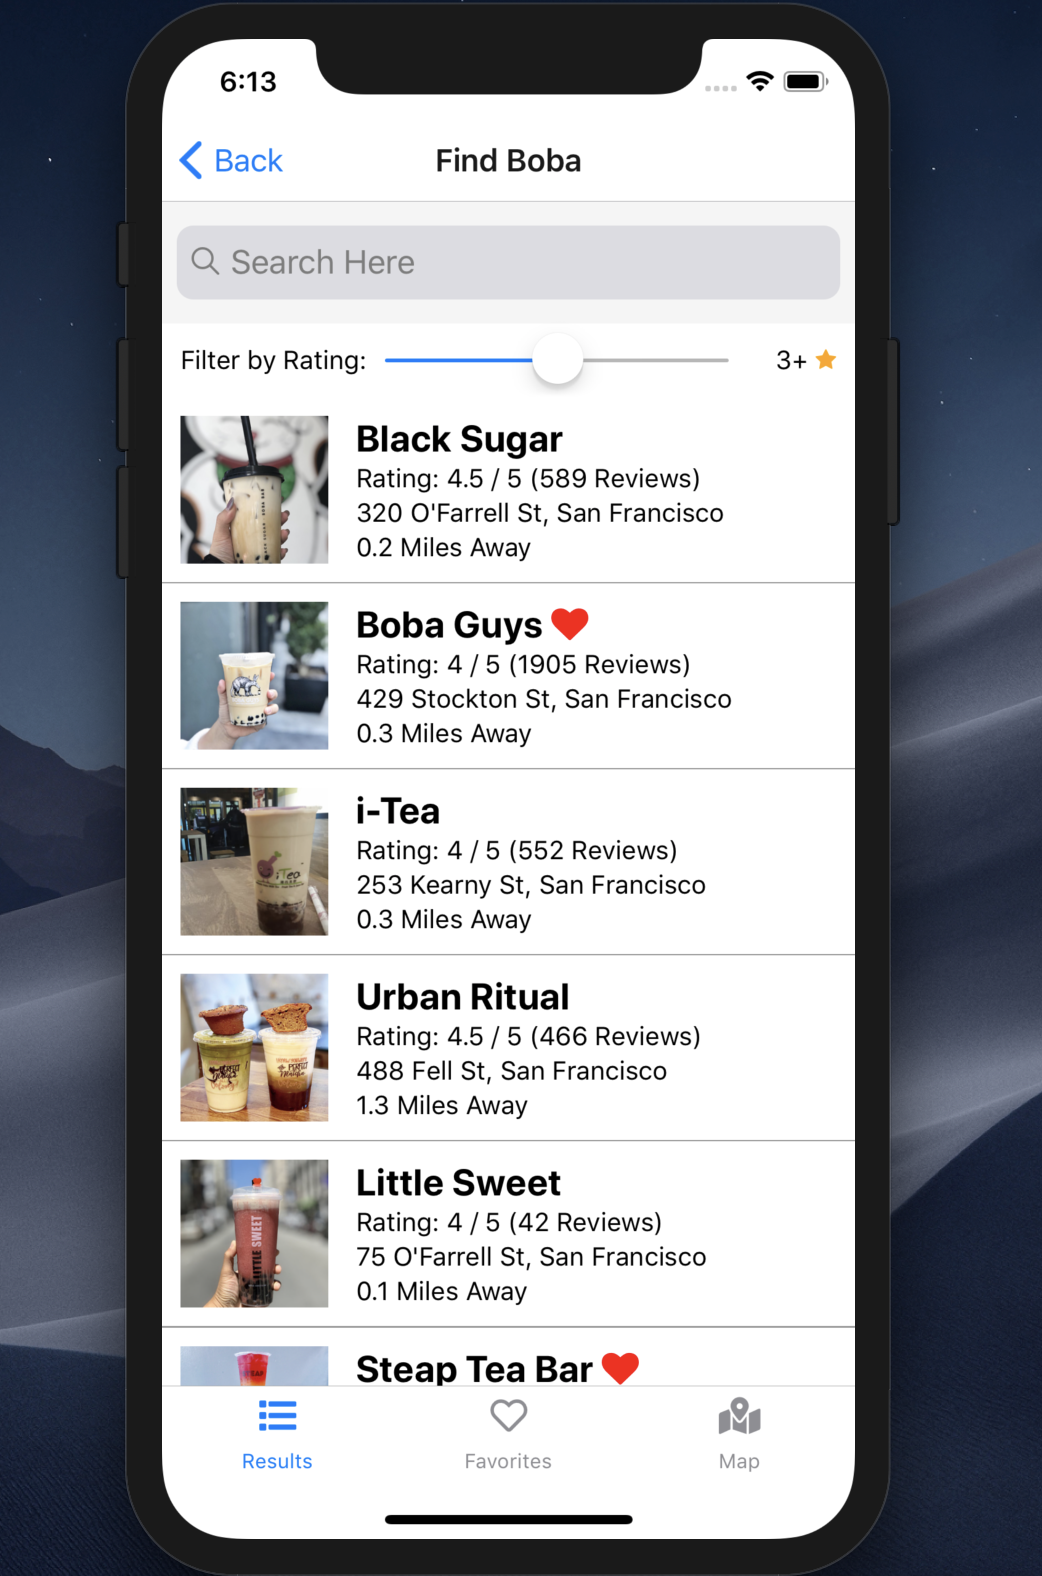 6:13
Back
Find Boba
Search Here
Filter by Rating:
3+
Black Sugar
Rating: 4.5 / 5 (589 Reviews)
320 O'Farrell St, San Francisco
0.2 Miles Away
Boba Guys
Rating: 4 / 5 (1905 Reviews)
429 Stockton St, San Francisco
0.3 Miles Away
iTea
i-Tea
Rating: 4 / 5 (552 Reviews)
253 Kearny St, San Francisco
0.3 Miles Away
Urban Ritual
Rating: 4.5 / 5 (466 Reviews)
488 Fell St, San Francisco
1.3 Miles Away
LITTLE SWEET
Little Sweet
Rating: 4 / 5 (42 Reviews)
75 O'Farrell St, San Francisco
0.1 Miles Away
Steap Tea Bar
Results
Favorites
Map